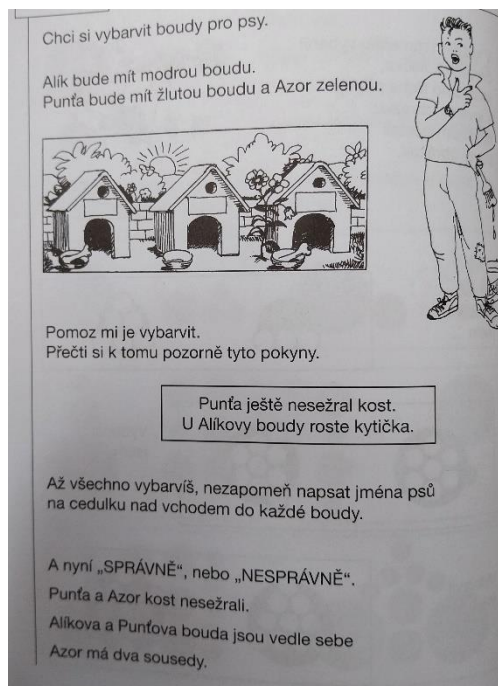 Chci si vybarvit boudy pro psy.
Alík bude mít modrou boudu.
Punťa bude mít žlutou boudu a Azor zelenou.
Pomoz mi je vybarvit.
Přečti si k tomu pozorně tyto pokyny.
Punťa ještě nesežral kost.
U Alíkovy boudy roste kytička.
Až všechno vybarvíš, nezapomeň napsat jména psů
na cedulku nad vchodem do každé boudy.
A nyní „SPRÁVNĚ“, nebo „NESPRÁVNĚ“.
Punťa a Azor kost nesežrali.
Alíkova a Punťova bouda jsou vedle sebe
Azor má dva sousedy.